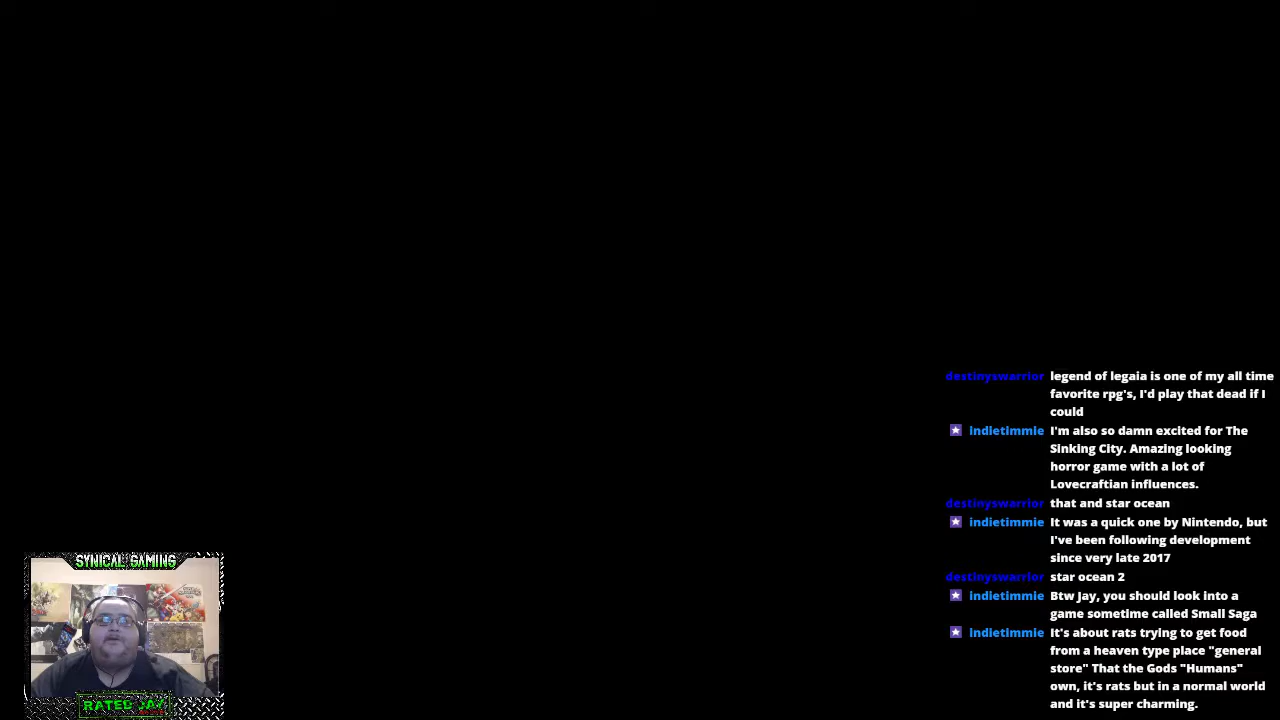 destinyswarrior legend of legaia is one of my all time
favorite rpg's, I'd play that dead if I
could
indietimmie I'm also so damn excited for The
Sinking City. Amazing looking
horror game with a lot of
Lovecraftian influences.
destinyswarrior that and star ocean
indietimmie It was a quick one by Nintendo, but
I've been following development
since very late 2017
destinyswarrior star ocean 2
indietimmie Btw Jay, you should look into a
game sometime called Small Saga
indietimmie It's about rats trying to get food
from a heaven type place "general
store" That the Gods "Humans"
own, it's rats but in a normal world
and it's super charming.
SYNICAL GAMING
RATED JAY